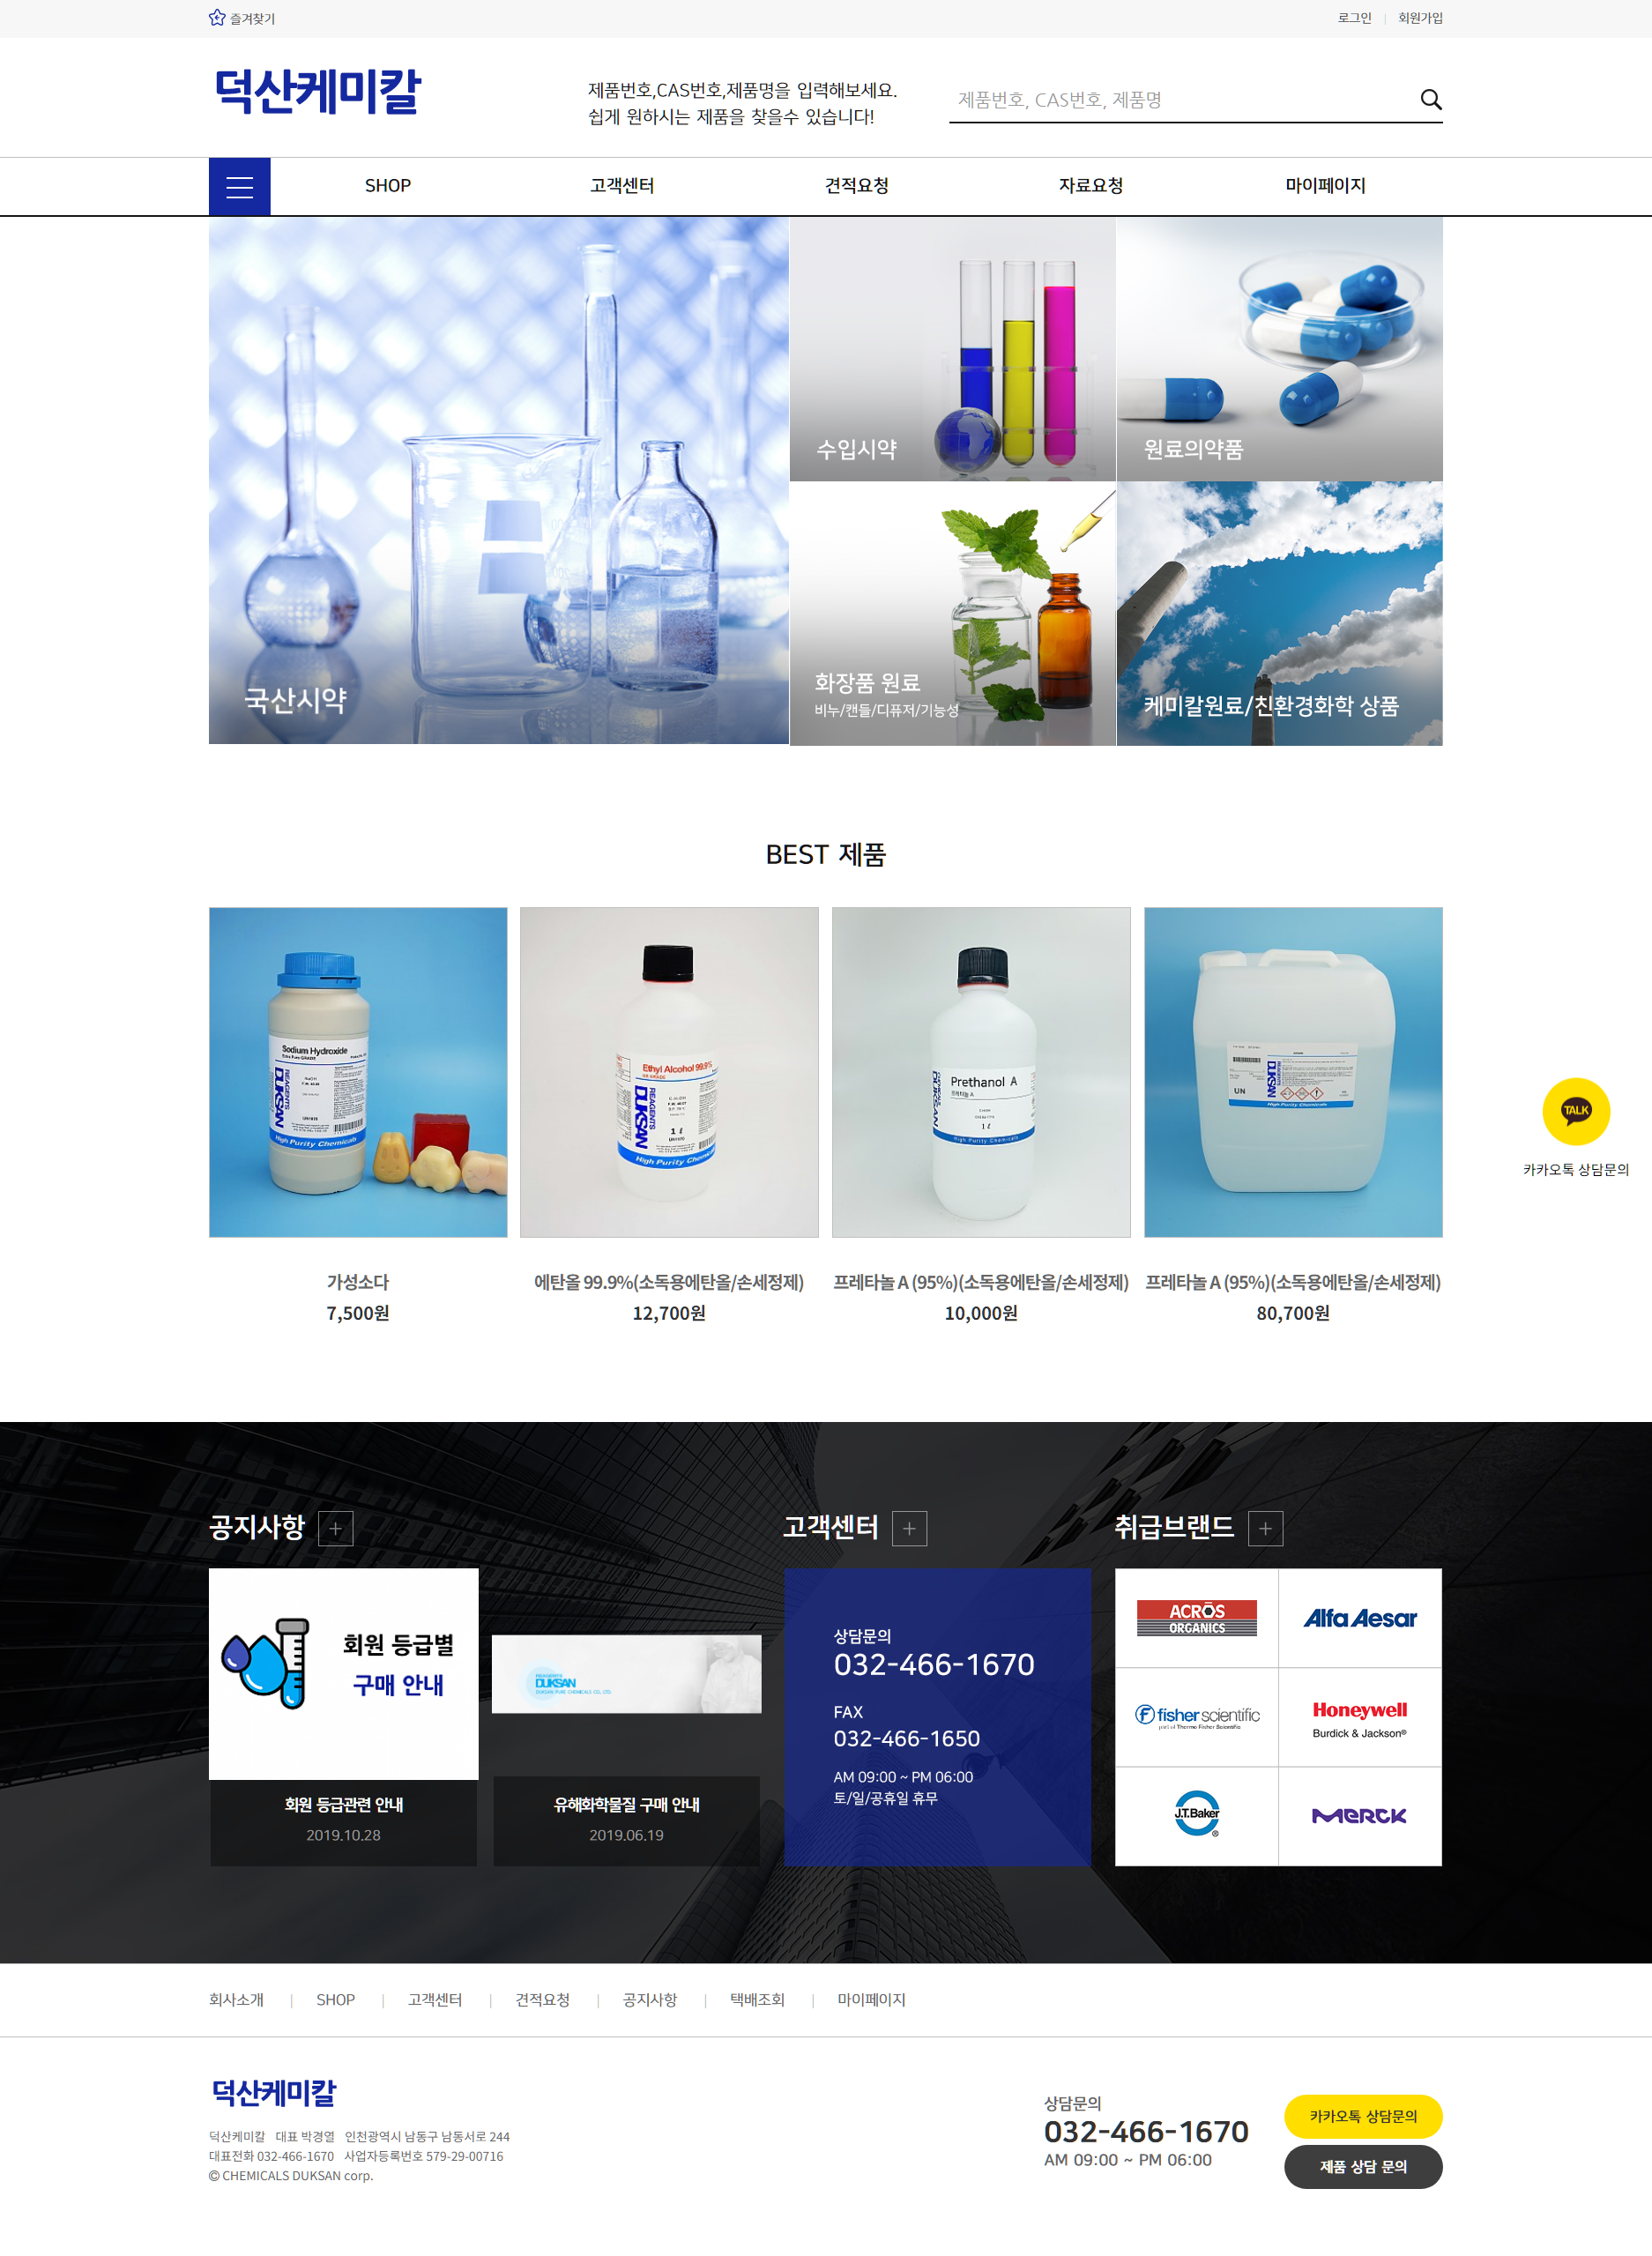 즐겨찾기
로그인 | 회원가입
덕산케미칼
제품번호,CAS번호,제품명을 입력해보세요.
쉽게 원하시는 제품을 찾을수 있습니다!
제품번호, CAS번호, 제품명
SHOP
고객센터
견적요청
자료요청
마이페이지
국산시약
수입시약
원료의약품
화장품 원료
비누/캔들/디퓨저/기능성
케미칼원료/친환경화학 상품
BEST 제품
Sodium Hydroxide
REAGENTS
DUKSAN
High Purity Chemicals
Ethyl Alcohol 99.9%
REAGENTS
DUKSAN
1 ℓ
High Purity Chemicals
Prethanol A
프레타놀 A
DUKSAN
1 ℓ
High Purity Chemicals
UN
DUKSAN
High Purity Chemicals
TALK
카카오톡 상담문의
가성소다
7,500원
에탄올 99.9%(소독용에탄올/손세정제)
12,700원
프레타놀 A (95%)(소독용에탄올/손세정제)
10,000원
프레타놀 A (95%)(소독용에탄올/손세정제)
80,700원
공지사항
회원 등급별
구매 안내
회원 등급관련 안내
2019.10.28
REAGENTS
DUKSAN
DUKSAN PURE CHEMICALS CO., LTD
유해화학물질 구매 안내
2019.06.19
고객센터
상담문의
032-466-1670
FAX
032-466-1650
AM 09:00 ~ PM 06:00
토/일/공휴일 휴무
취급브랜드
ACROS
ORGANICS
Alfa Aesar
fisher scientific
part of Thermo Fisher Scientific
Honeywell
Burdick & Jackson®
J.T.Baker
®
MERCK
회사소개 | SHOP | 고객센터 | 견적요청 | 공지사항 | 택배조회 | 마이페이지
덕산케미칼
덕산케미칼 대표 박경열 인천광역시 남동구 남동서로 244
대표전화 032-466-1670 사업자등록번호 579-29-00716
© CHEMICALS DUKSAN corp.
상담문의
032-466-1670
AM 09:00 ~ PM 06:00
카카오톡 상담문의
제품 상담 문의